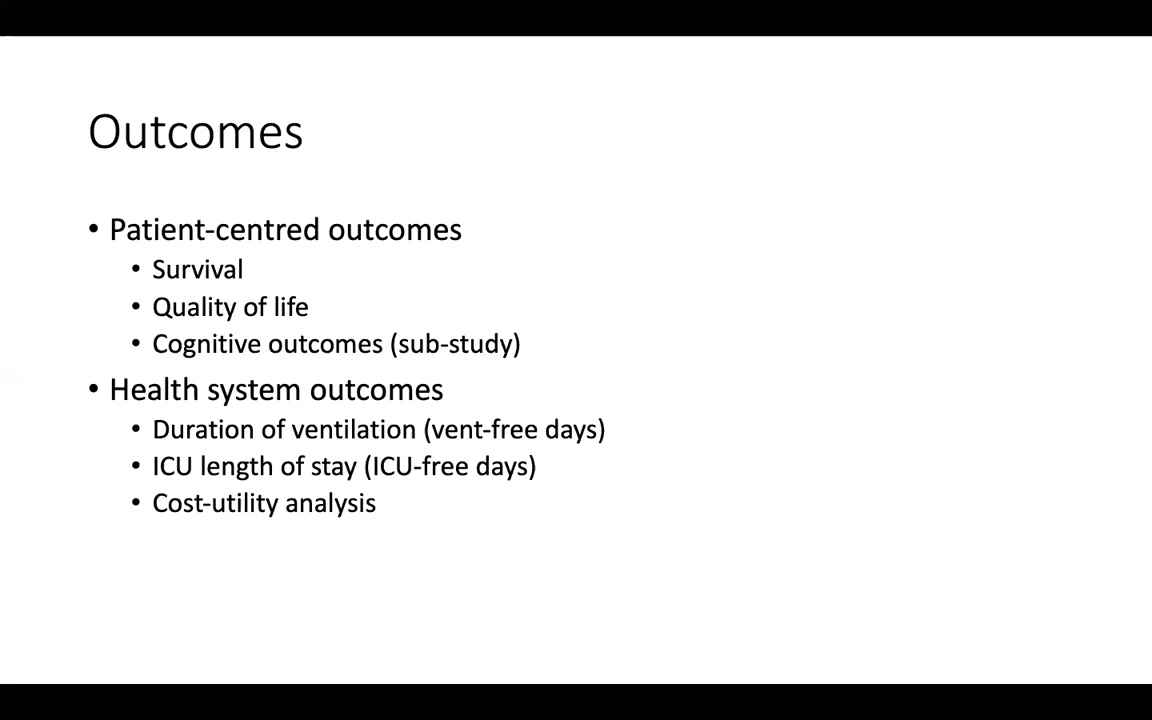 Outcomes
• Patient-centred outcomes
• Survival
• Quality of life
• Cognitive outcomes (sub-study)
• Health system outcomes
• Duration of ventilation (vent-free days)
• ICU length of stay (ICU-free days)
• Cost-utility analysis